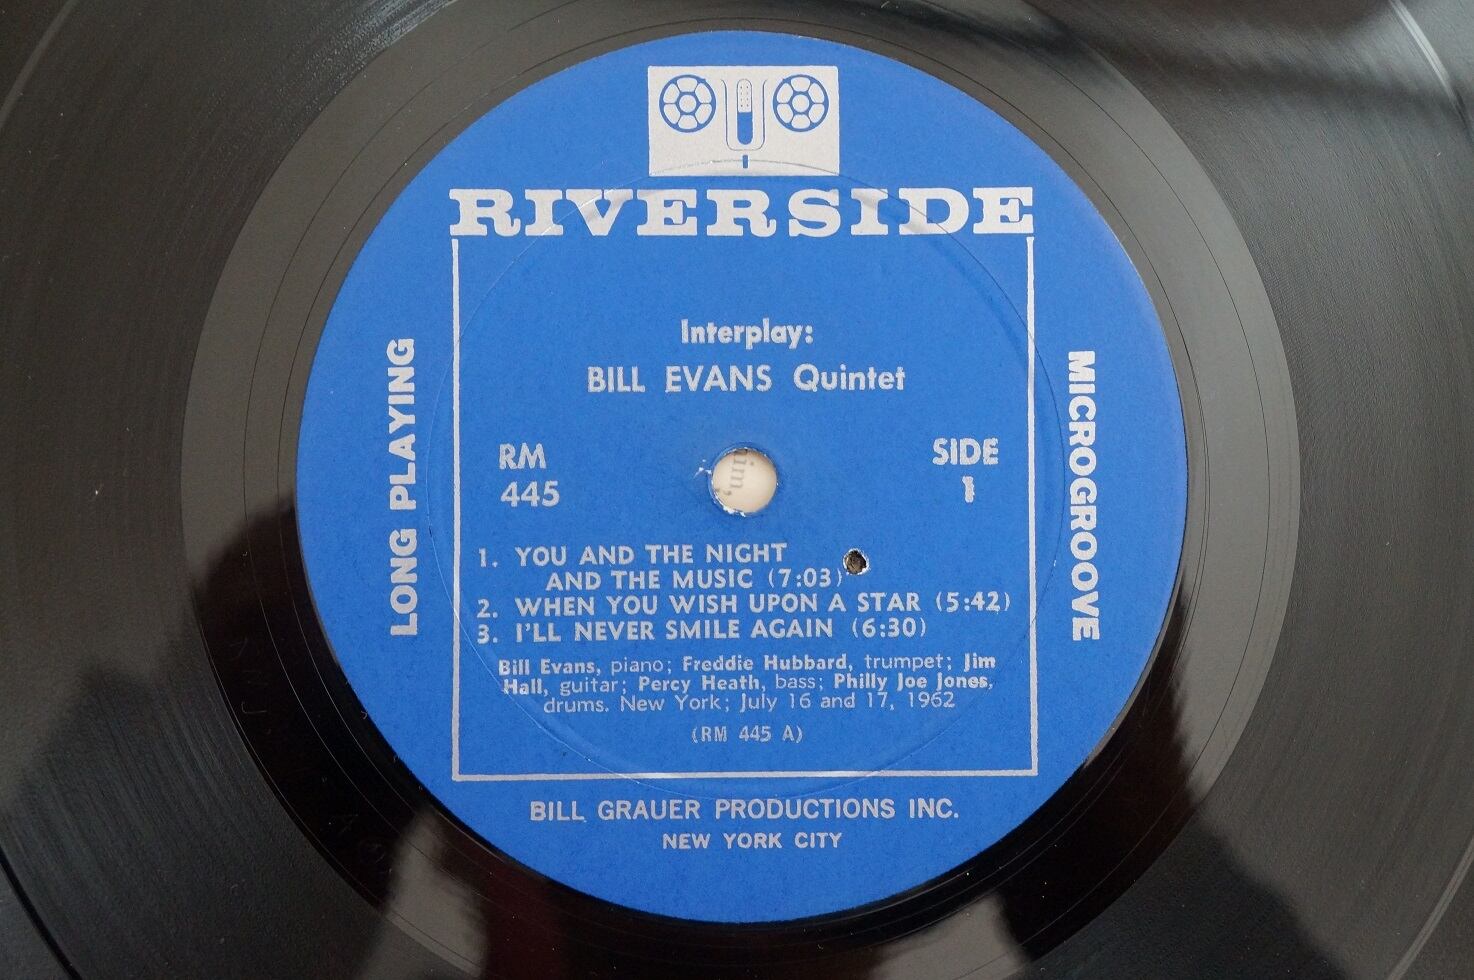 RIVERSIDE
Interplay:
BILL EVANS Quintet
RM
445
SIDE
1
LONG PLAYING
MICROGROOVE
im,
1. YOU AND THE NIGHT
AND THE MUSIC (7:03)
2. WHEN YOU WISH UPON A STAR (5:42)
3. I'LL NEVER SMILE AGAIN (6:30)
Bill Evans, piano; Freddie Hubbard, trumpet; Jim
Hall, guitar; Percy Heath, bass; Philly Joe Jones,
drums. New York; July 16 and 17, 1962
(RM 445 A)
BILL GRAUER PRODUCTIONS INC.
NEW YORK CITY